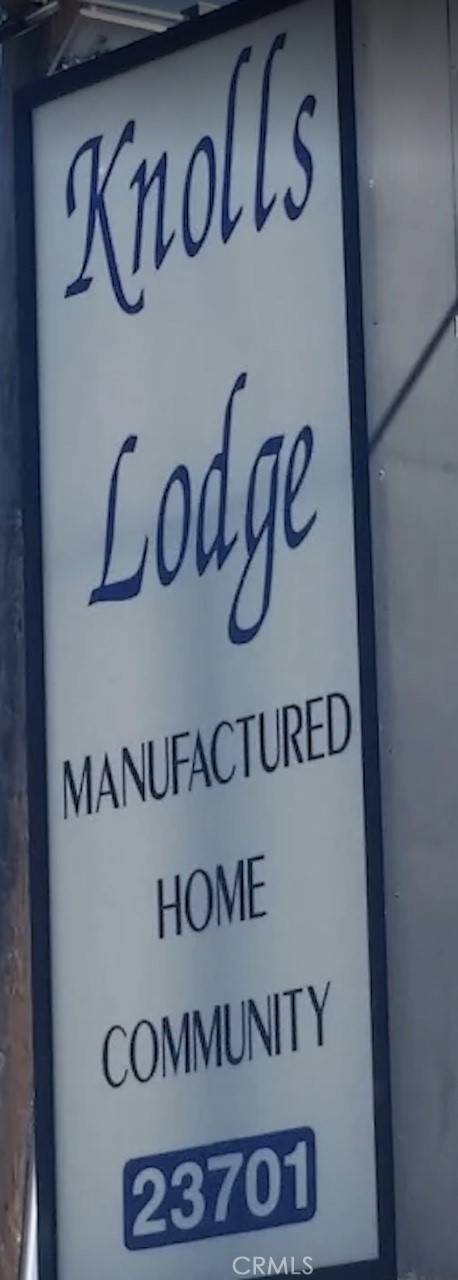 Knolls
Lodge
MANUFACTURED
HOME
COMMUNITY
23701
CRMLS